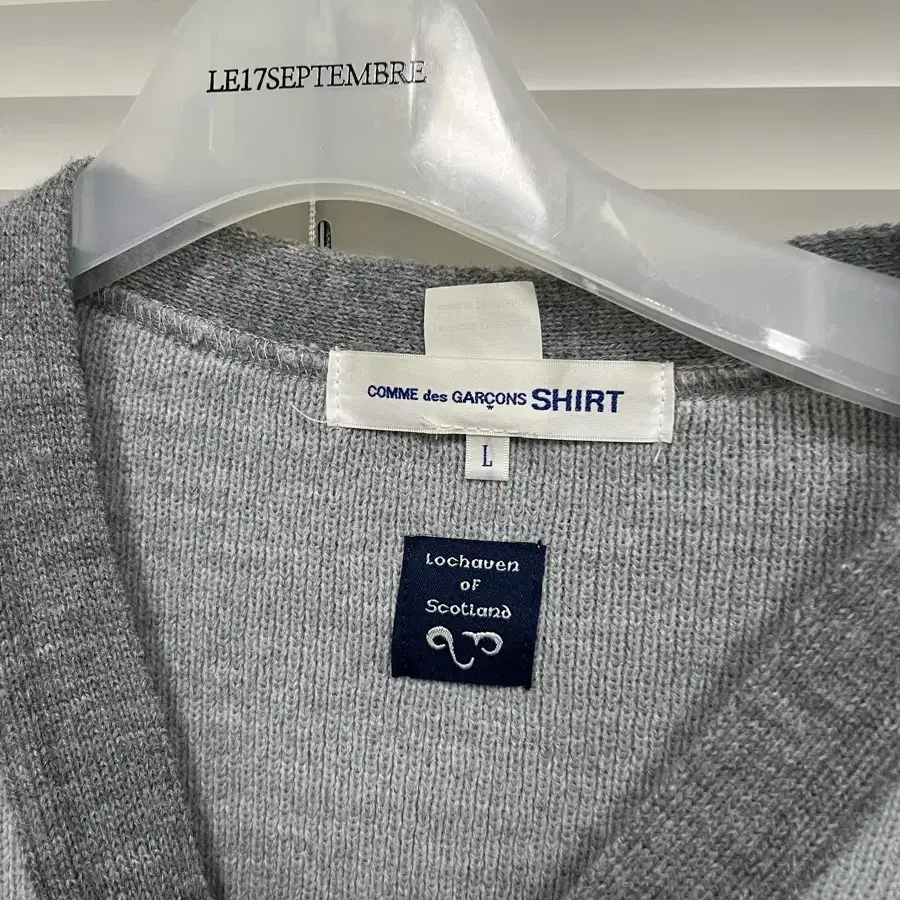 LE17SEPTEMBRE
COMME des GARÇONS SHIRT
L
Lochaven
of
Scotland